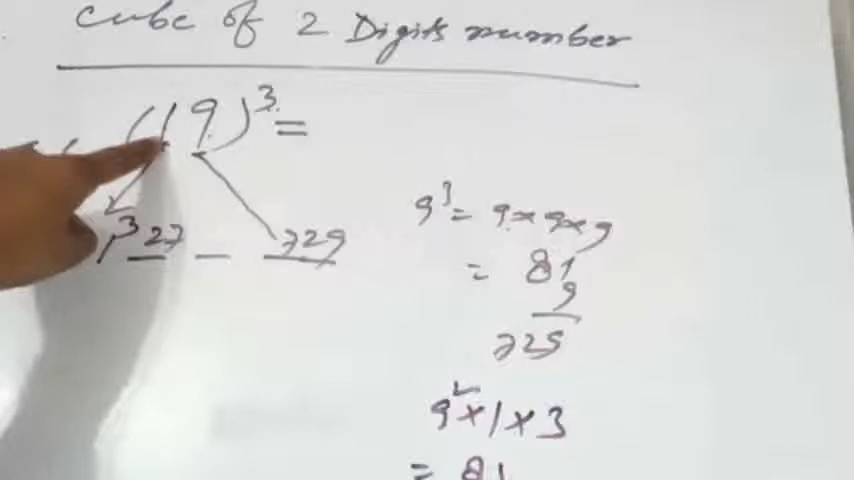 Cube of 2 Digits number
(19)³ =
1³ 27 _ 729
9³ = 9×9×9
= 81
9
729
9²×1×3
= 81